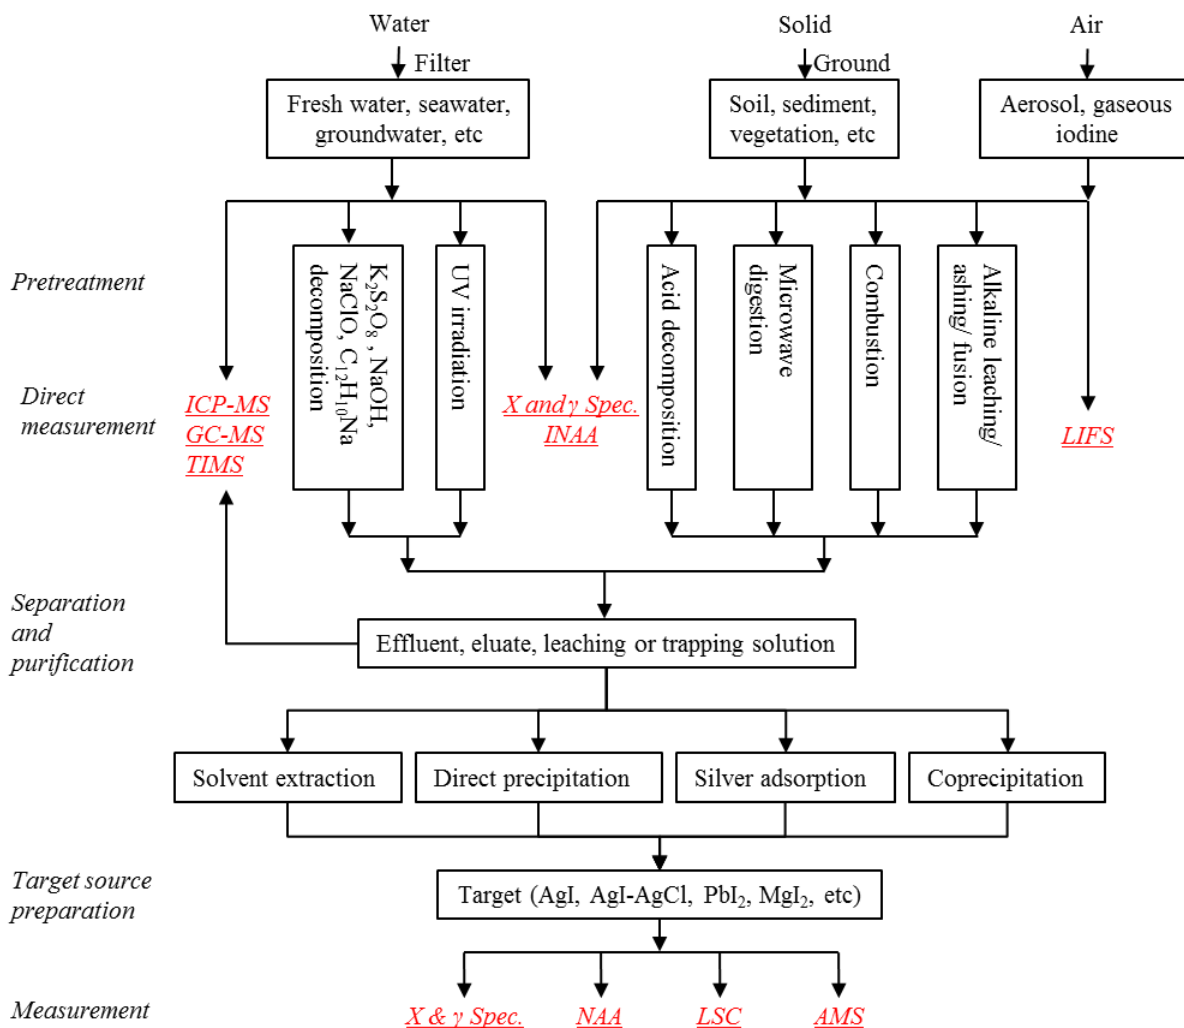 Water
Solid
Air
Filter
Ground
Fresh water, seawater,
groundwater, etc
Soil, sediment,
vegetation, etc
Aerosol, gaseous
iodine
Pretreatment
K₂S₂O₈ , NaOH,
NaClO, C₁₂H₁₀Na
decomposition
UV irradiation
Acid decomposition
Microwave
digestion
Combustion
Alkaline leaching/
ashing/ fusion
Direct
measurement
ICP-MS
GC-MS
TIMS
X and γ Spec.
INAA
LIFS
Separation
and
purification
Effluent, eluate, leaching or trapping solution
Solvent extraction
Direct precipitation
Silver adsorption
Coprecipitation
Target source
preparation
Target (AgI, AgI-AgCl, PbI₂, MgI₂, etc)
Measurement
X & γ Spec.
NAA
LSC
AMS